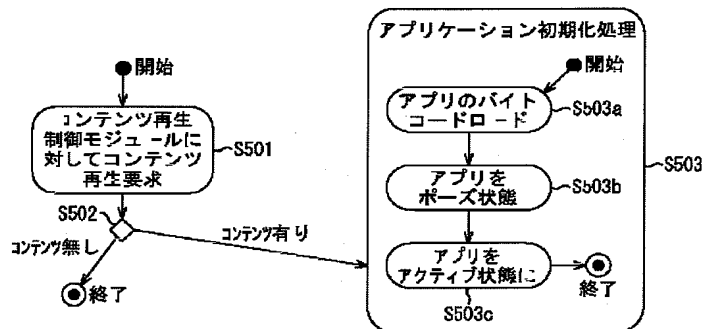 開始
コンテンツ再生
制御モジュールに
対してコンテンツ
再生要求
S501
S502
コンテンツ無し
終了
コンテンツ有り
アプリケーション初期化処理
開始
アプリのバイト
コードロード
S503a
アプリを
ポーズ状態
S503b
アプリを
アクティブ状態に
S503c
終了
S503